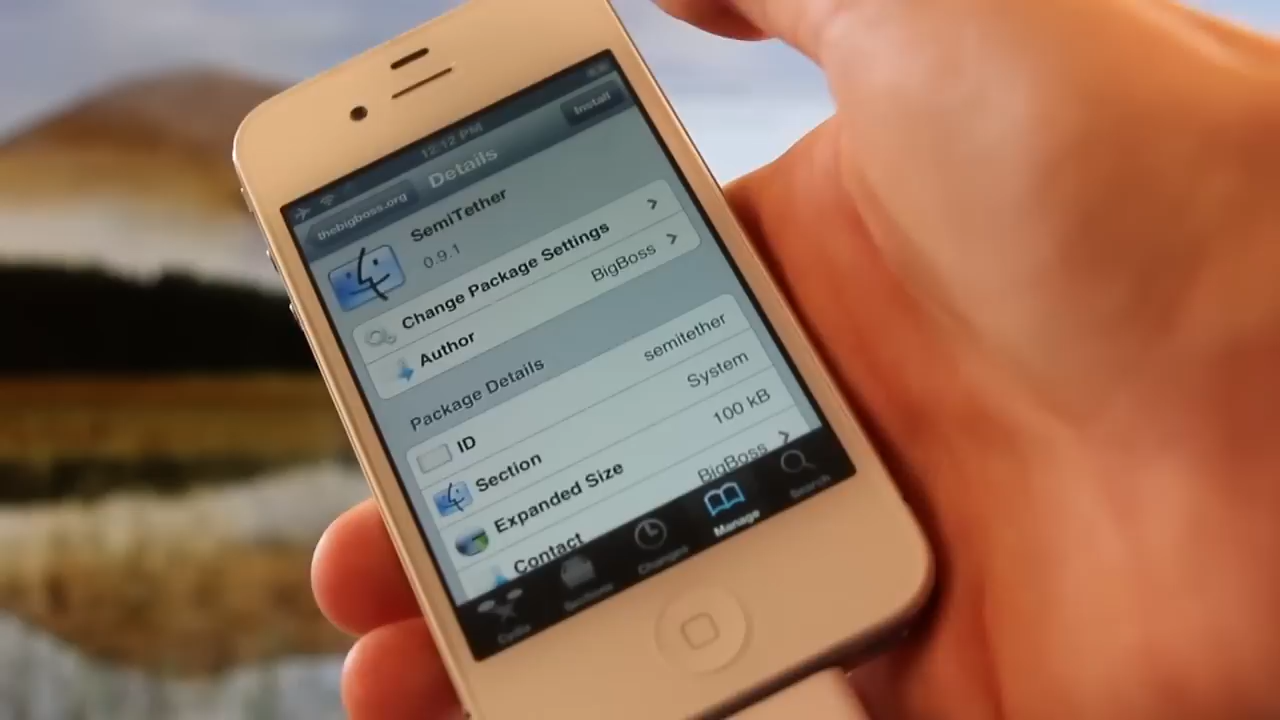 12:12 PM
thebigboss.org
Details
Install
SemiTether
0.9.1
Change Package Settings
Author
BigBoss
Package Details
ID
semitether
Section
System
Expanded Size
100 kB
Contact
BigBoss
Cydia
Sections
Changes
Manage
Search